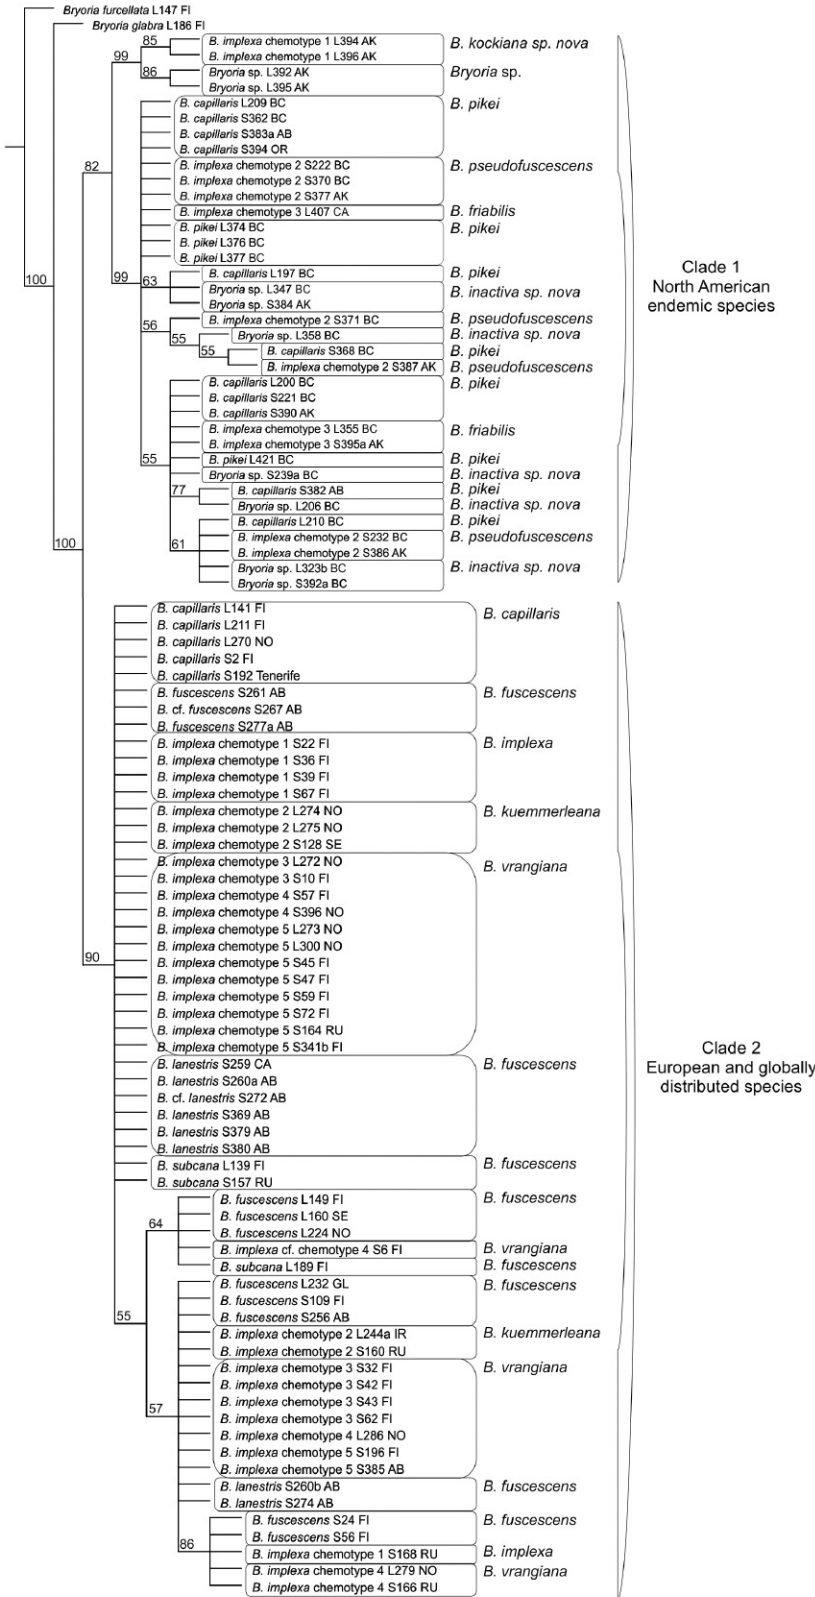 Bryoria furcellata L147 FI
Bryoria glabra L186 FI
85
B. implexa chemotype 1 L394 AK
B. kockiana sp. nova
99
B. implexa chemotype 1 L396 AK
86
Bryoria sp. L392 AK
Bryoria sp.
Bryoria sp. L395 AK
B. capillaris L209 BC
B. pikei
B. capillaris S362 BC
B. capillaris S383a AB
B. capillaris S394 OR
82
B. implexa chemotype 2 S222 BC
B. pseudofuscescens
B. implexa chemotype 2 S370 BC
B. implexa chemotype 2 S377 AK
B. implexa chemotype 3 L407 CA
B. friabilis
B. pikei L374 BC
B. pikei
B. pikei L376 BC
B. pikei L377 BC
100
99
63
B. capillaris L197 BC
B. pikei
Bryoria sp. L347 BC
B. inactiva sp. nova
Bryoria sp. S384 AK
Clade 1
North American
endemic species
56
B. implexa chemotype 2 S371 BC
B. pseudofuscescens
55
Bryoria sp. L358 BC
B. inactiva sp. nova
55
B. capillaris S368 BC
B. pikei
B. implexa chemotype 2 S387 AK
B. pseudofuscescens
B. capillaris L200 BC
B. pikei
B. capillaris S221 BC
B. capillaris S390 AK
B. implexa chemotype 3 L355 BC
B. friabilis
B. implexa chemotype 3 S395a AK
55
B. pikei L421 BC
B. pikei
Bryoria sp. S239a BC
B. inactiva sp. nova
77
B. capillaris S382 AB
B. pikei
Bryoria sp. L206 BC
B. inactiva sp. nova
B. capillaris L210 BC
B. pikei
100
61
B. implexa chemotype 2 S232 BC
B. pseudofuscescens
B. implexa chemotype 2 S386 AK
Bryoria sp. L323b BC
B. inactiva sp. nova
Bryoria sp. S392a BC
B. capillaris L141 FI
B. capillaris
B. capillaris L211 FI
B. capillaris L270 NO
B. capillaris S2 FI
B. capillaris S192 Tenerife
B. fuscescens S261 AB
B. fuscescens
B. cf. fuscescens S267 AB
B. fuscescens S277a AB
B. implexa chemotype 1 S22 FI
B. implexa
B. implexa chemotype 1 S36 FI
B. implexa chemotype 1 S39 FI
B. implexa chemotype 1 S67 FI
B. implexa chemotype 2 L274 NO
B. kuemmerleana
B. implexa chemotype 2 L275 NO
B. implexa chemotype 2 S128 SE
B. implexa chemotype 3 L272 NO
B. vrangiana
B. implexa chemotype 3 S10 FI
B. implexa chemotype 4 S57 FI
B. implexa chemotype 4 S396 NO
B. implexa chemotype 5 L273 NO
B. implexa chemotype 5 L300 NO
90
B. implexa chemotype 5 S45 FI
B. implexa chemotype 5 S47 FI
B. implexa chemotype 5 S59 FI
B. implexa chemotype 5 S72 FI
B. implexa chemotype 5 S164 RU
B. implexa chemotype 5 S341b FI
Clade 2
European and globally
distributed species
B. lanestris S259 CA
B. fuscescens
B. lanestris S260a AB
B. cf. lanestris S272 AB
B. lanestris S369 AB
B. lanestris S379 AB
B. lanestris S380 AB
B. subcana L139 FI
B. fuscescens
B. subcana S157 RU
B. fuscescens L149 FI
B. fuscescens
64
B. fuscescens L160 SE
B. fuscescens L224 NO
B. implexa cf. chemotype 4 S6 FI
B. vrangiana
B. subcana L189 FI
B. fuscescens
B. fuscescens L232 GL
B. fuscescens
B. fuscescens S109 FI
55
B. fuscescens S256 AB
B. implexa chemotype 2 L244a IR
B. kuemmerleana
B. implexa chemotype 2 S160 RU
B. implexa chemotype 3 S32 FI
B. vrangiana
B. implexa chemotype 3 S42 FI
57
B. implexa chemotype 3 S43 FI
B. implexa chemotype 3 S62 FI
B. implexa chemotype 4 L286 NO
B. implexa chemotype 5 S196 FI
B. implexa chemotype 5 S385 AB
B. lanestris S260b AB
B. fuscescens
B. lanestris S274 AB
B. fuscescens S24 FI
B. fuscescens
B. fuscescens S56 FI
86
B. implexa chemotype 1 S168 RU
B. implexa
B. implexa chemotype 4 L279 NO
B. vrangiana
B. implexa chemotype 4 S166 RU